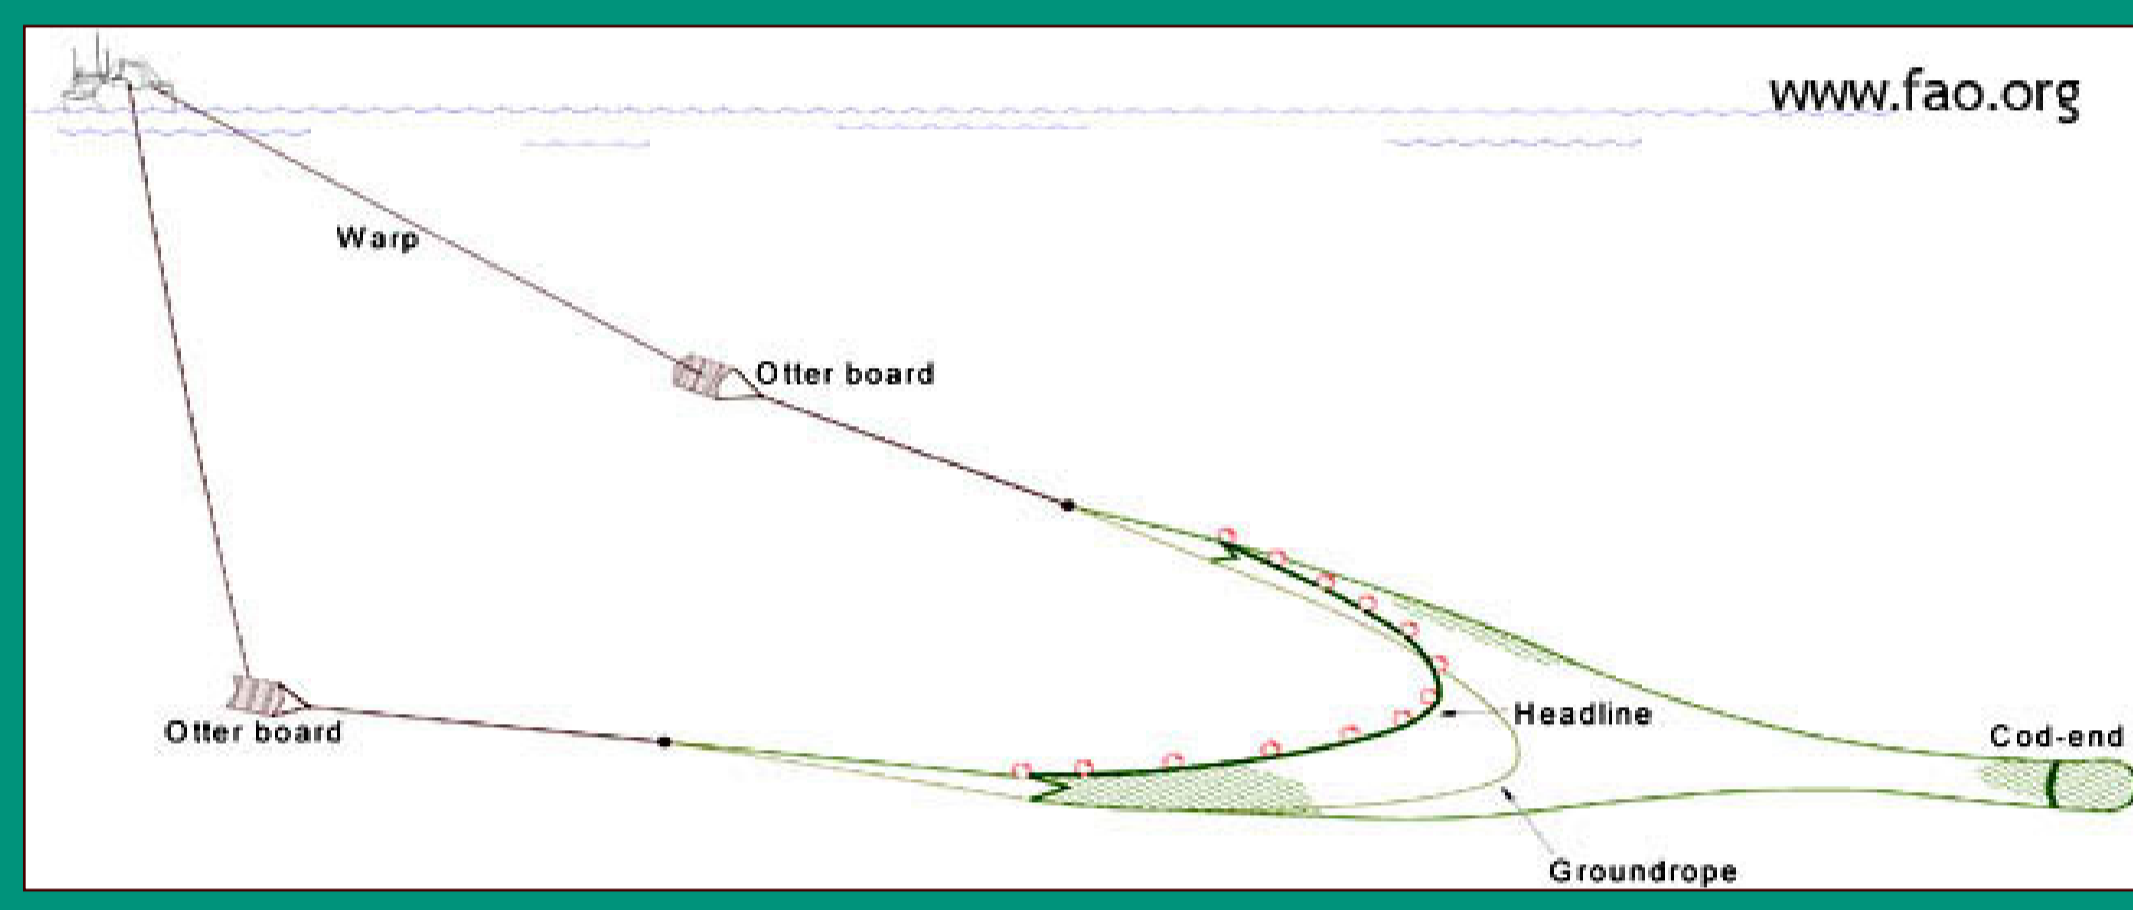 www.fao.org
Warp
Otter board
Headline
Otter board
Cod-end
Groundrope